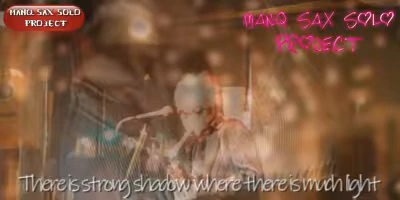 MANO SAX SOLO
PROJECT
MANO SAX SOLO
PROJECT
There is strong shadow where there is much light